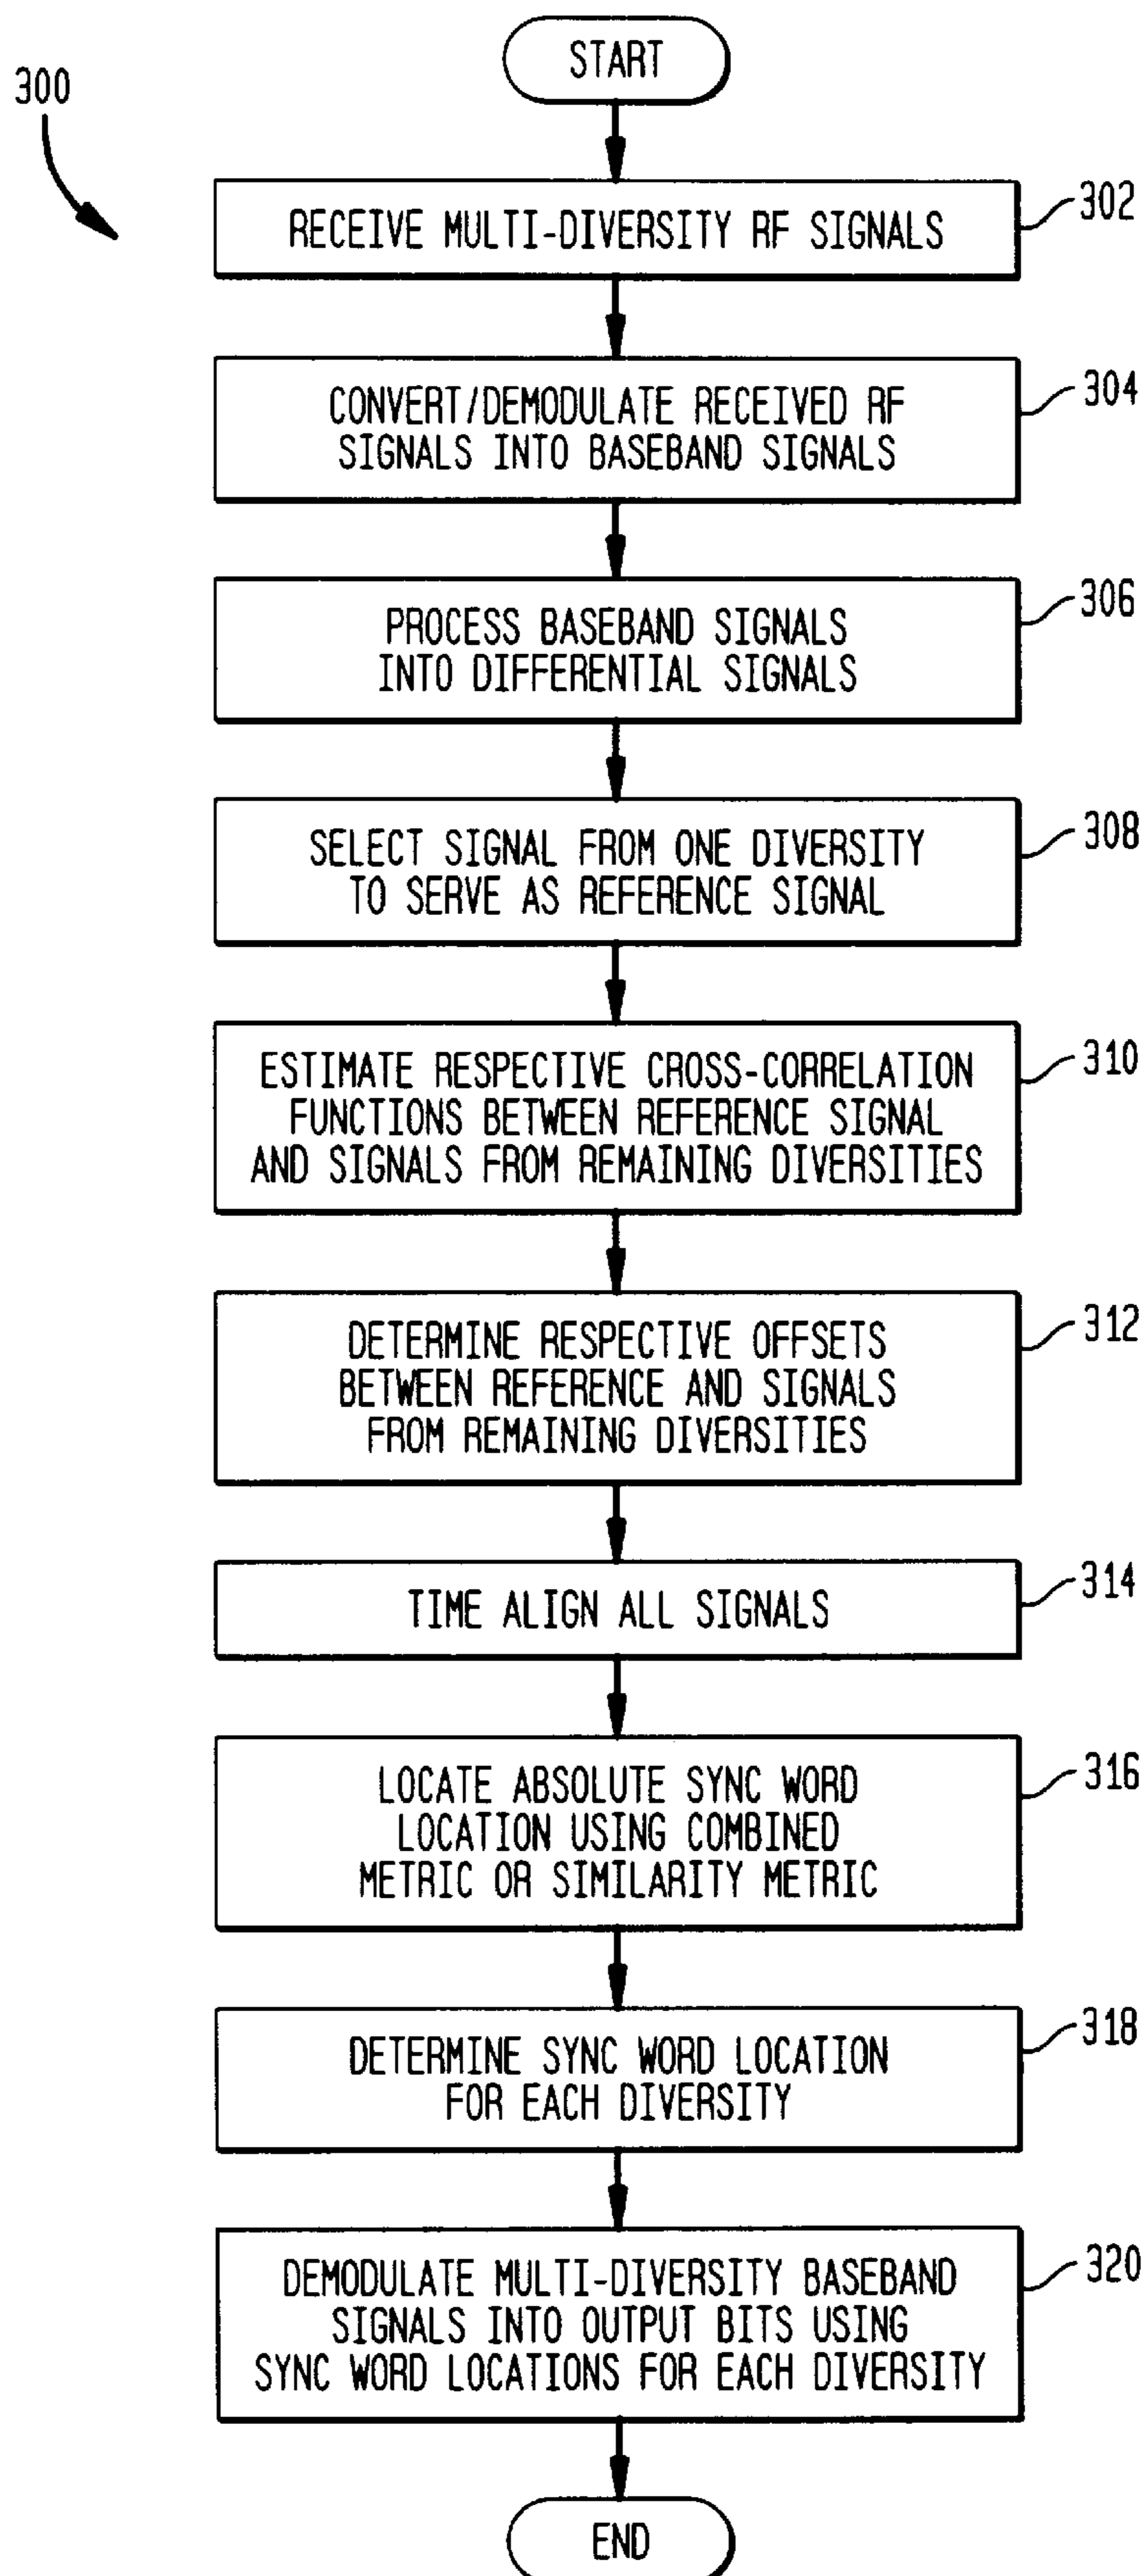 START
300
RECEIVE MULTI-DIVERSITY RF SIGNALS
302
CONVERT/DEMODULATE RECEIVED RF
SIGNALS INTO BASEBAND SIGNALS
304
PROCESS BASEBAND SIGNALS
INTO DIFFERENTIAL SIGNALS
306
SELECT SIGNAL FROM ONE DIVERSITY
TO SERVE AS REFERENCE SIGNAL
308
ESTIMATE RESPECTIVE CROSS-CORRELATION
FUNCTIONS BETWEEN REFERENCE SIGNAL
AND SIGNALS FROM REMAINING DIVERSITIES
310
DETERMINE RESPECTIVE OFFSETS
BETWEEN REFERENCE AND SIGNALS
FROM REMAINING DIVERSITIES
312
TIME ALIGN ALL SIGNALS
314
LOCATE ABSOLUTE SYNC WORD
LOCATION USING COMBINED
METRIC OR SIMILARITY METRIC
316
DETERMINE SYNC WORD LOCATION
FOR EACH DIVERSITY
318
DEMODULATE MULTI-DIVERSITY BASEBAND
SIGNALS INTO OUTPUT BITS USING
SYNC WORD LOCATIONS FOR EACH DIVERSITY
320
END